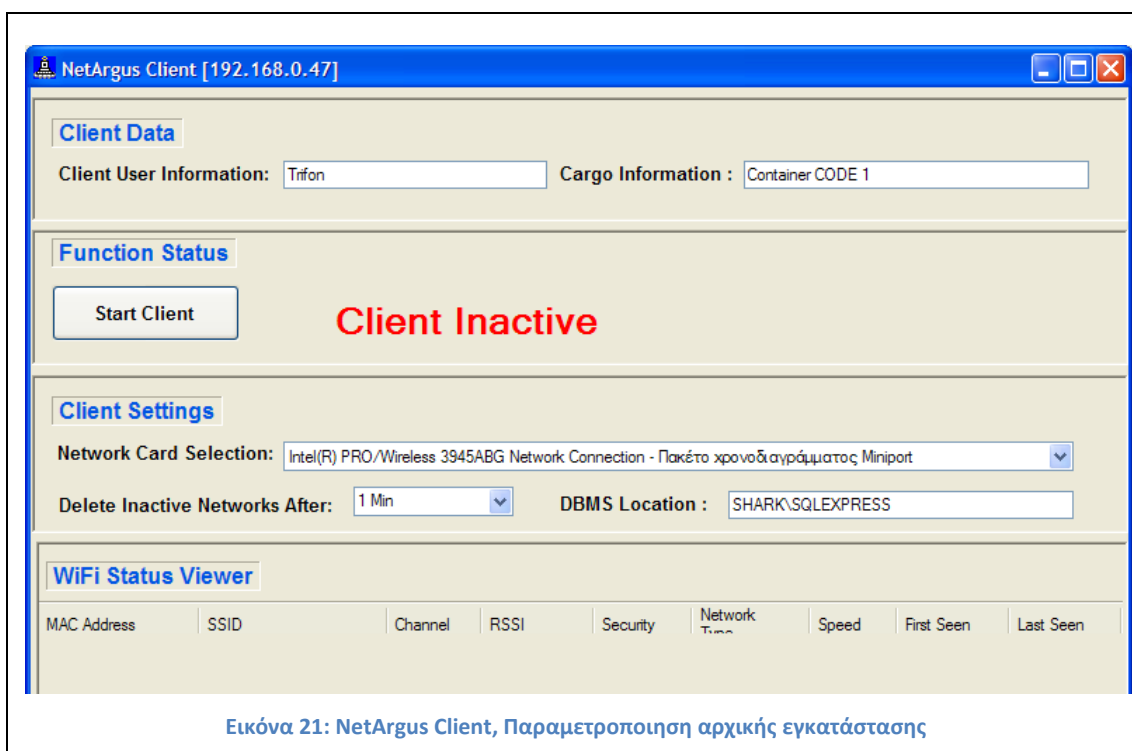 NetArgus Client [192.168.0.47]
Client Data
Client User Information: Trifon Cargo Information : Container CODE 1
Function Status
Start Client Client Inactive
Client Settings
Network Card Selection: Intel(R) PRO/Wireless 3945ABG Network Connection - Πακέτο χρονοδιαγράμματος Miniport
Delete Inactive Networks After: 1 Min DBMS Location : SHARK\SQLEXPRESS
WiFi Status Viewer
MAC Address SSID Channel RSSI Security Network Type Speed First Seen Last Seen
Εικόνα 21: NetArgus Client, Παραμετροποιηση αρχικής εγκατάστασης